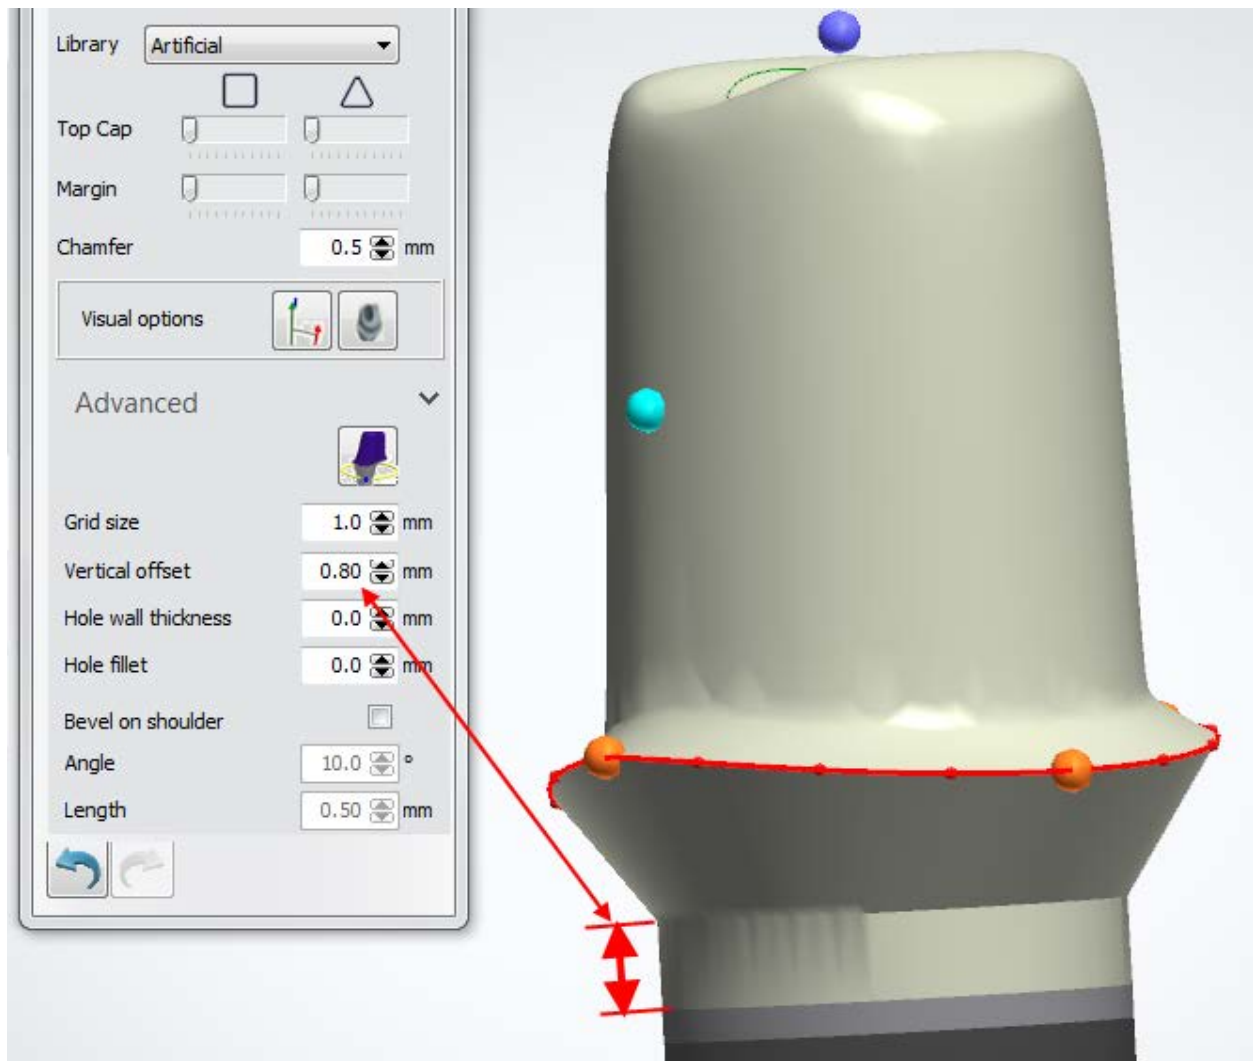 Library Artificial
Top Cap
Margin
Chamfer 0.5 mm
Visual options
Advanced
Grid size 1.0 mm
Vertical offset 0.80 mm
Hole wall thickness 0.0 mm
Hole fillet 0.0 mm
Bevel on shoulder
Angle 10.0 °
Length 0.50 mm